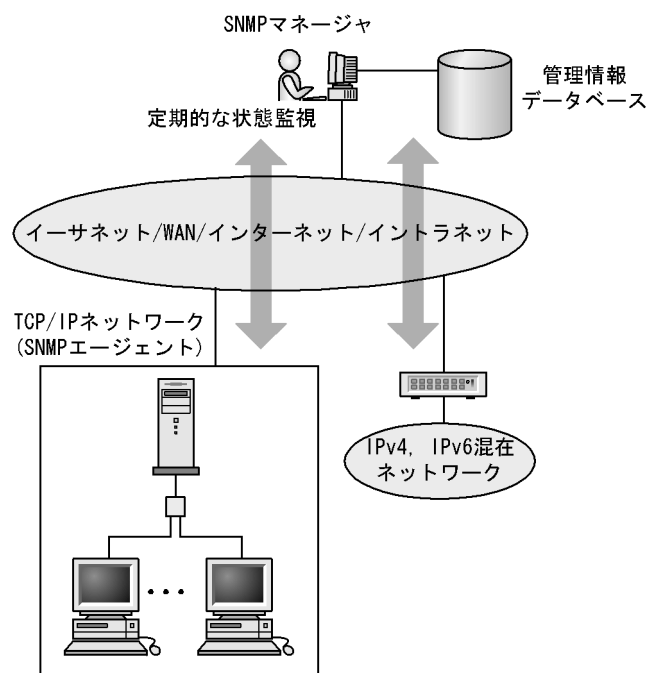 SNMPマネージャ
管理情報
データベース
定期的な状態監視
イーサネット/WAN/インターネット/イントラネット
TCP/IPネットワーク
(SNMPエージェント)
IPv4, IPv6混在
ネットワーク